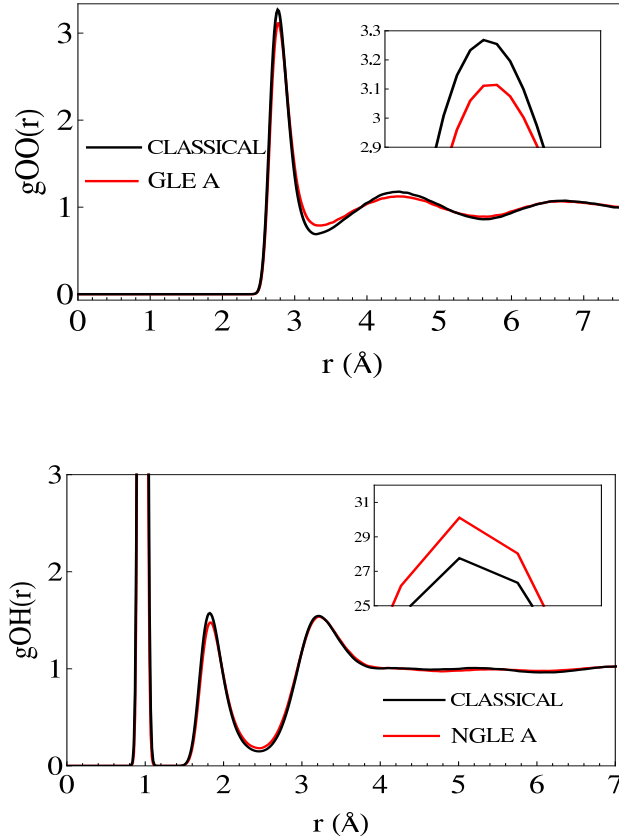 gOO(r)
3
2
1
0
3.3
3.2
3.1
3
2.9
CLASSICAL
GLE A
0 1 2 3 4 5 6 7
r (Å)
gOH(r)
3
2
1
0
31
29
27
25
CLASSICAL
NGLE A
0 1 2 3 4 5 6 7
r (Å)